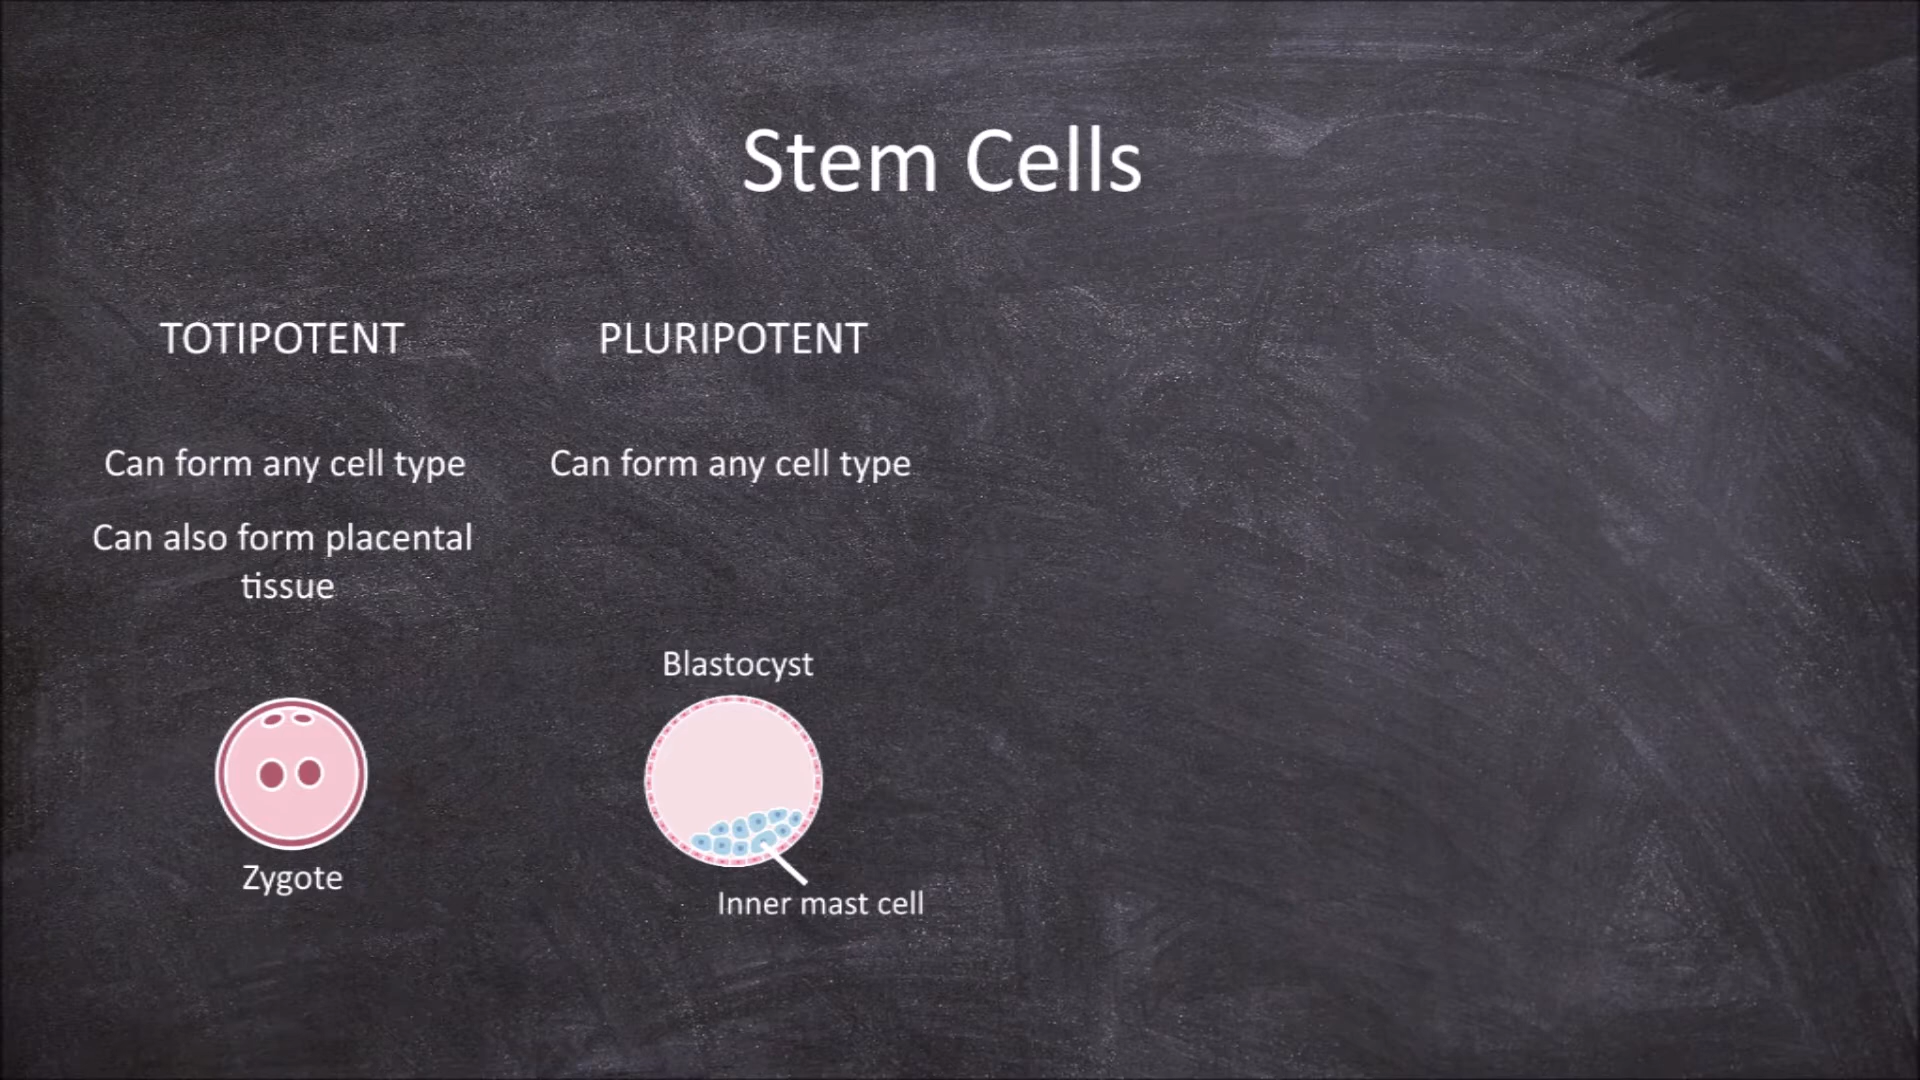 Stem Cells
TOTIPOTENT
Can form any cell type
Can also form placental
tissue
Zygote
PLURIPOTENT
Can form any cell type
Blastocyst
Inner mast cell